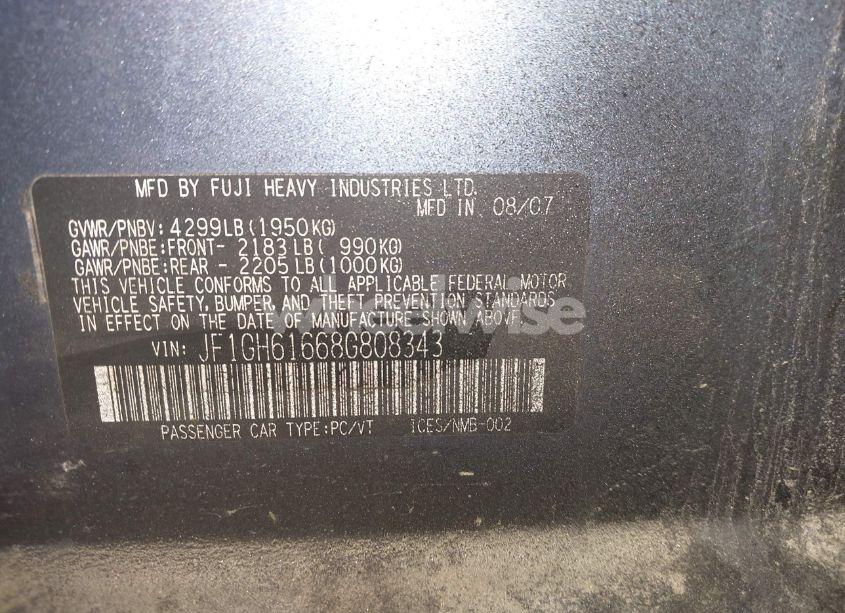 MFD BY FUJI HEAVY INDUSTRIES LTD.
MFD IN 08/07
GVWR/PNBV: 4299LB (1950KG)
GAWR/PNBE:FRONT- 2183LB( 990KG)
GAWR/PNBE:REAR - 2205LB(1000KG)
THIS VEHICLE CONFORMS TO ALL APPLICABLE FEDERAL MOTOR
VEHICLE SAFETY, BUMPER, AND THEFT PREVENTION STANDARDS
IN EFFECT ON THE DATE OF MANUFACTURE SHOWN ABOVE
VIN: JF1GH61668G808343
PASSENGER CAR TYPE:PC/VT ICES/NMB-002